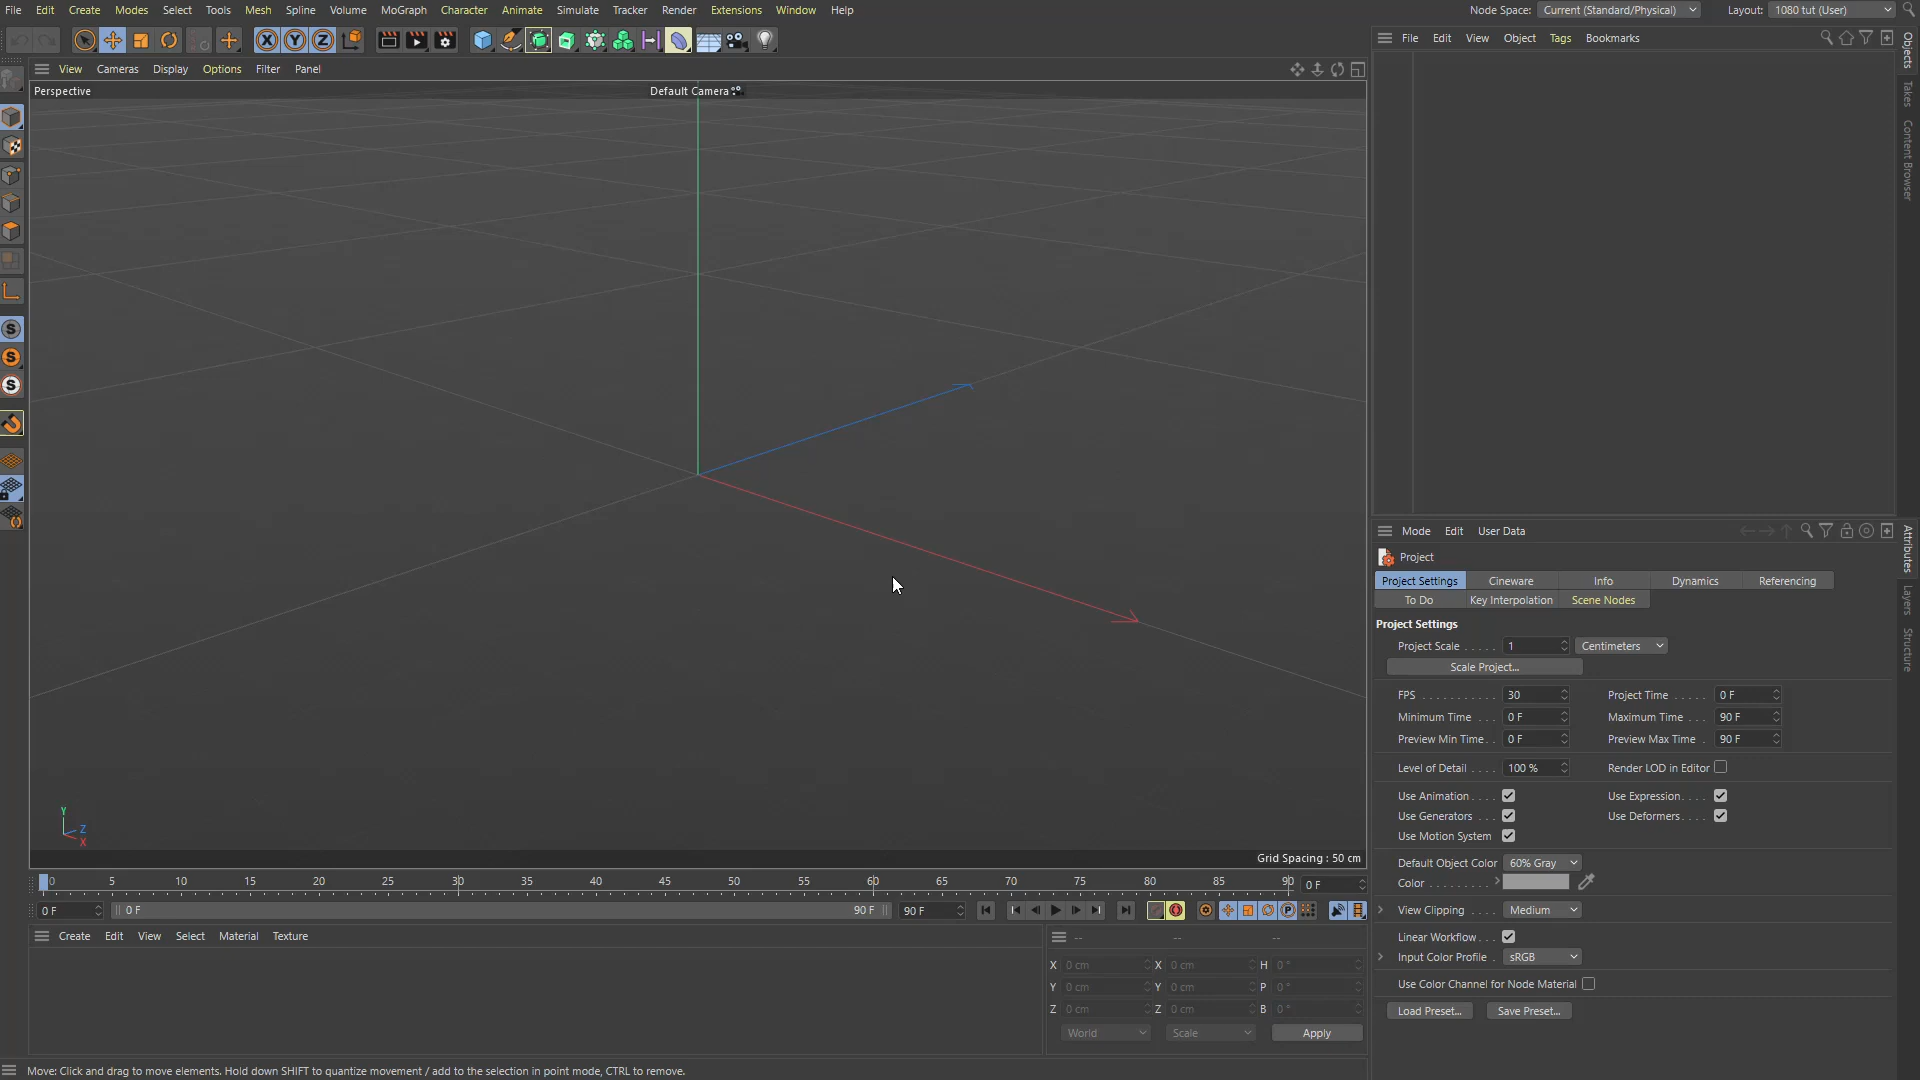 File Edit Create Modes Select Tools Mesh Spline Volume MoGraph Character Animate Simulate Tracker Render Extensions Window Help Node Space: Current (Standard/Physical) Layout: 1080 tut (User)
X Y Z
File Edit View Object Tags Bookmarks
View Cameras Display Options Filter Panel
Perspective Default Camera
Objects
Takes
Content Browser
S
S
S
Mode Edit User Data
Project
Project Settings Cineware Info Dynamics Referencing
To Do Key Interpolation Scene Nodes
Project Settings
Project Scale . . . . . 1 Centimeters
Scale Project...
FPS . . . . . . . . . . . 30 Project Time . . . . . 0 F
Minimum Time . . . 0 F Maximum Time . . . 90 F
Preview Min Time . . 0 F Preview Max Time . 90 F
Level of Detail . . . . 100 % Render LOD in Editor
Use Animation . . . . Use Expression . . . .
Use Generators . . . Use Deformers . . . .
Use Motion System
Default Object Color 60% Gray
Color . . . . . . . . .
View Clipping . . . . Medium
Linear Workflow . . .
Input Color Profile . sRGB
Use Color Channel for Node Material
Load Preset... Save Preset...
Attributes
Layers
Structure
Y
Z
X
Grid Spacing : 50 cm
0 5 10 15 20 25 30 35 40 45 50 55 60 65 70 75 80 85 90 0 F
0 F 0 F 90 F 90 F P
Create Edit View Select Material Texture
-- -- --
X 0 cm X 0 cm H 0 °
Y 0 cm Y 0 cm P 0 °
Z 0 cm Z 0 cm B 0 °
World Scale Apply
Move: Click and drag to move elements. Hold down SHIFT to quantize movement / add to the selection in point mode, CTRL to remove.